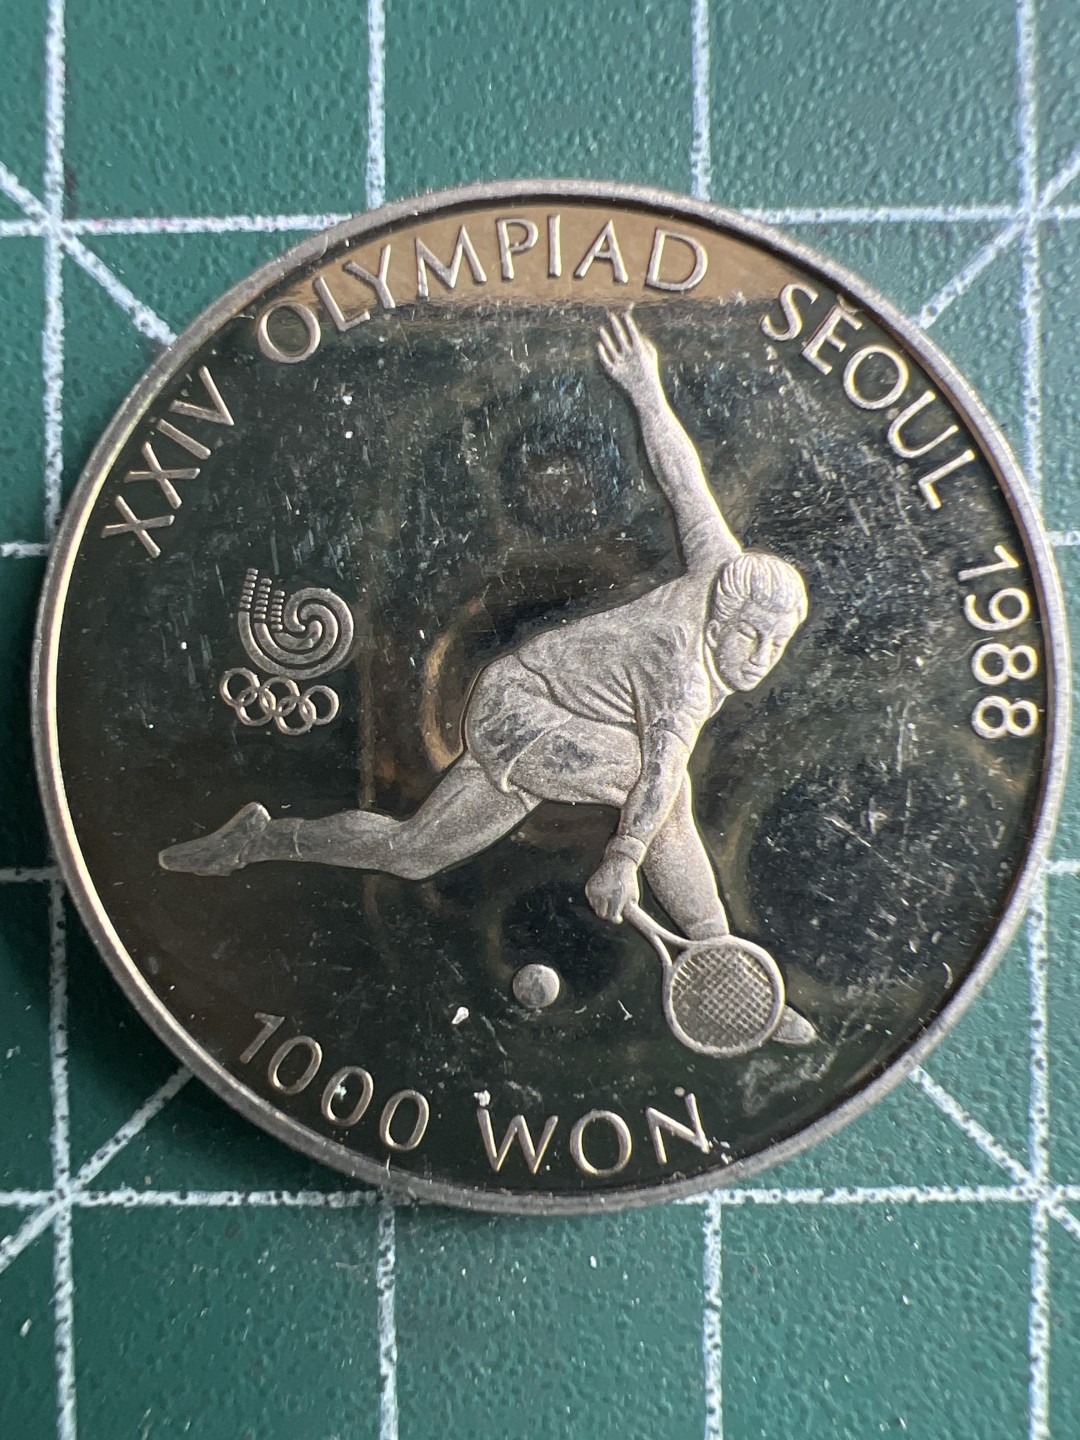 XXIV OLYMPIAD SEOUL 1988
1000 WON